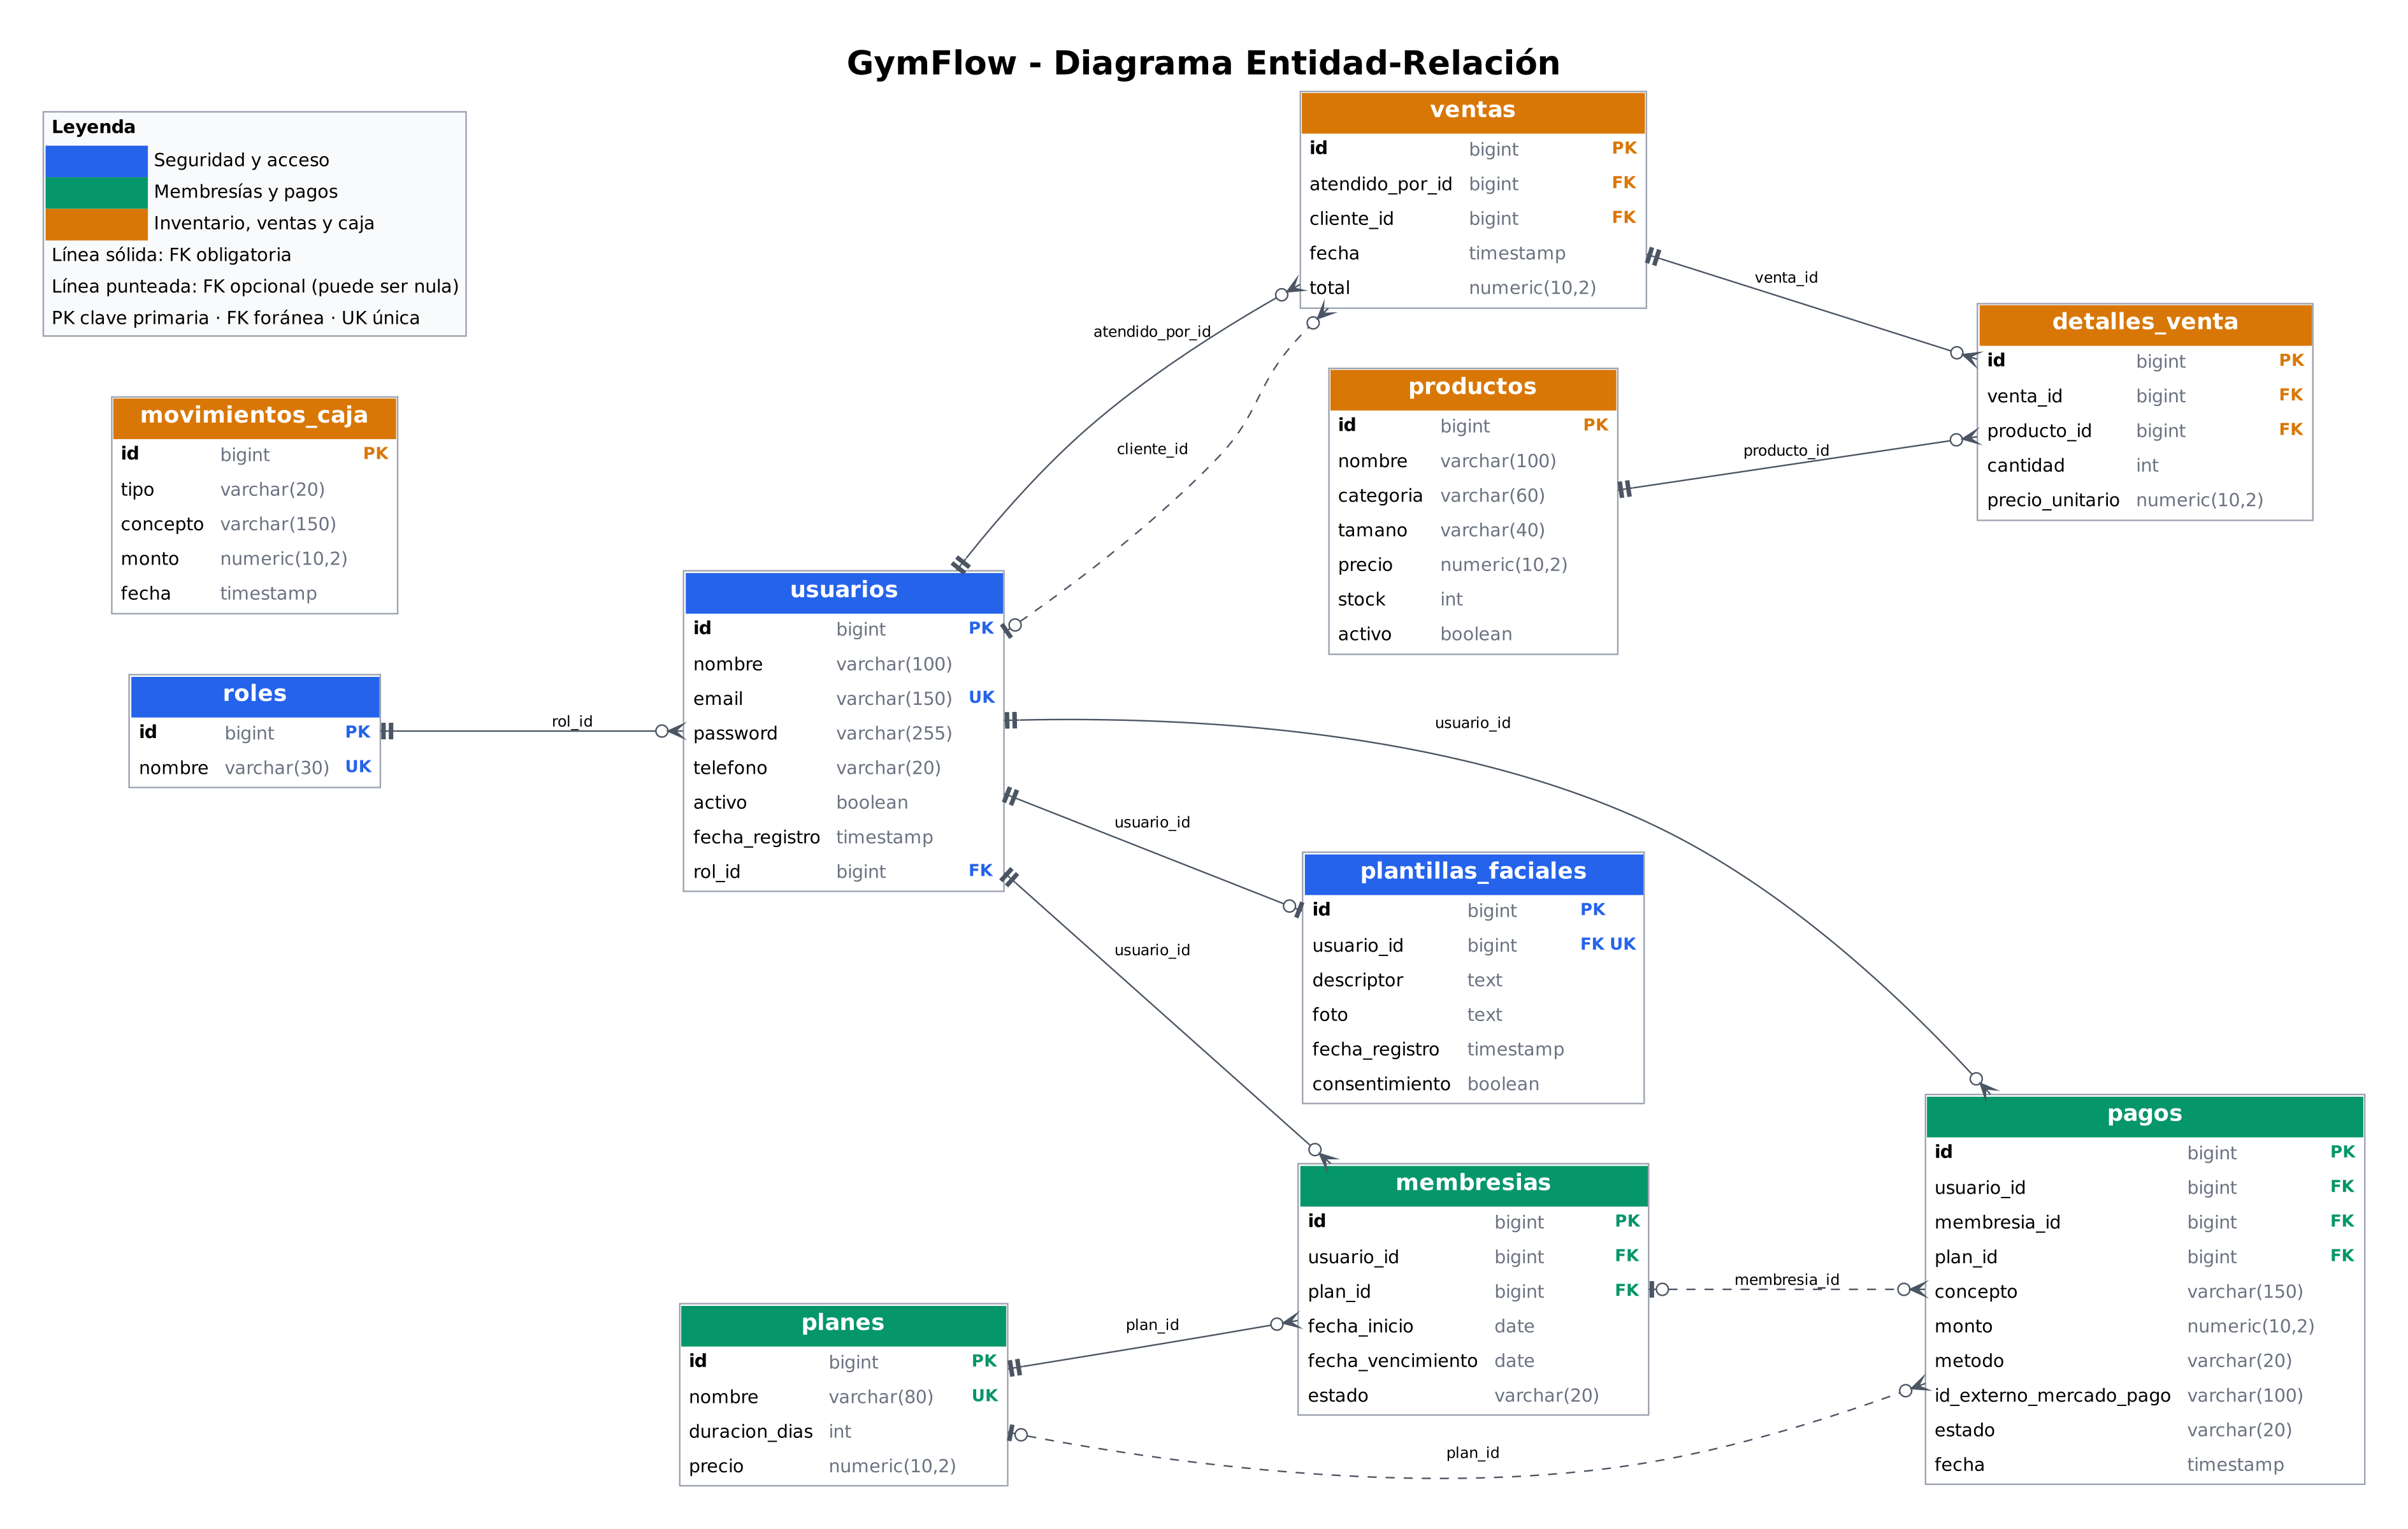 GymFlow - Diagrama Entidad-Relación
Leyenda
Seguridad y acceso
Membresías y pagos
Inventario, ventas y caja
Línea sólida: FK obligatoria
Línea punteada: FK opcional (puede ser nula)
PK clave primaria · FK foránea · UK única
movimientos_caja
id bigint PK
tipo varchar(20)
concepto varchar(150)
monto numeric(10,2)
fecha timestamp
roles
id bigint PK
nombre varchar(30) UK
rol_id
usuarios
id bigint PK
nombre varchar(100)
email varchar(150) UK
password varchar(255)
telefono varchar(20)
activo boolean
fecha_registro timestamp
rol_id bigint FK
atendido_por_id
cliente_id
usuario_id
usuario_id
usuario_id
ventas
id bigint PK
atendido_por_id bigint FK
cliente_id bigint FK
fecha timestamp
total numeric(10,2)
venta_id
productos
id bigint PK
nombre varchar(100)
categoria varchar(60)
tamano varchar(40)
precio numeric(10,2)
stock int
activo boolean
producto_id
detalles_venta
id bigint PK
venta_id bigint FK
producto_id bigint FK
cantidad int
precio_unitario numeric(10,2)
plantillas_faciales
id bigint PK
usuario_id bigint FK UK
descriptor text
foto text
fecha_registro timestamp
consentimiento boolean
planes
id bigint PK
nombre varchar(80) UK
duracion_dias int
precio numeric(10,2)
plan_id
plan_id
membresias
id bigint PK
usuario_id bigint FK
plan_id bigint FK
fecha_inicio date
fecha_vencimiento date
estado varchar(20)
membresia_id
pagos
id bigint PK
usuario_id bigint FK
membresia_id bigint FK
plan_id bigint FK
concepto varchar(150)
monto numeric(10,2)
metodo varchar(20)
id_externo_mercado_pago varchar(100)
estado varchar(20)
fecha timestamp